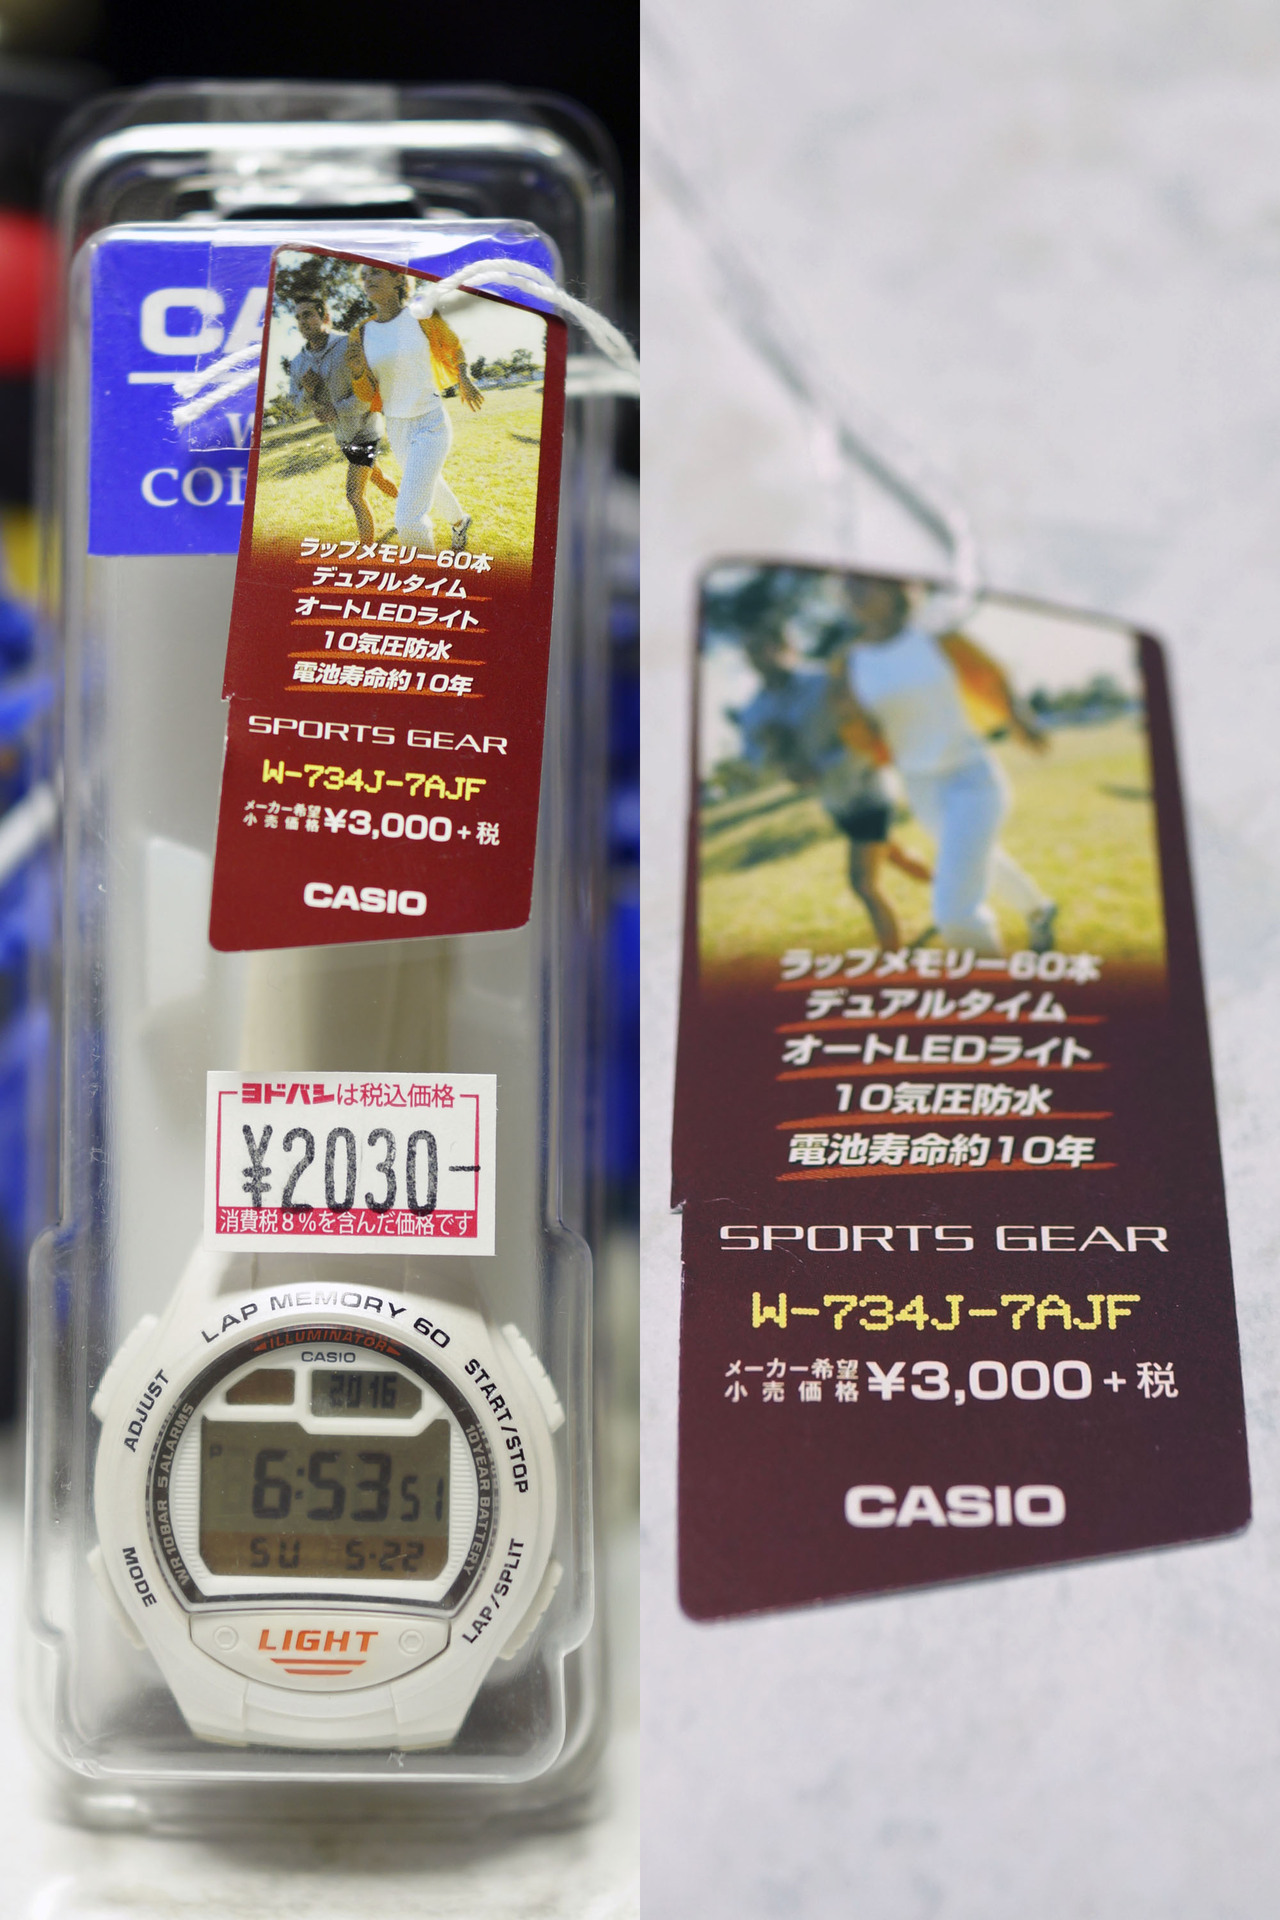 CA
W
COL
ラップメモリー60本
デュアルタイム
オートLEDライト
10気圧防水
電池寿命約10年
SPORTS GEAR
W-734J-7AJF
メーカー希望
小売価格 ¥3,000+税
CASIO
ヨドバシは税込価格
¥2030-
消費税8%を含んだ価格です
LAP MEMORY 60
ILLUMINATOR
CASIO
ADJUST
START/STOP
5 ALARMS
10 YEAR BATTERY
WR 10BAR
2016
P
6:53 51
SU 5-22
MODE
LAP/SPLIT
LIGHT
ラップメモリー60本
デュアルタイム
オートLEDライト
10気圧防水
電池寿命約10年
SPORTS GEAR
W-734J-7AJF
メーカー希望
小売価格 ¥3,000+税
CASIO